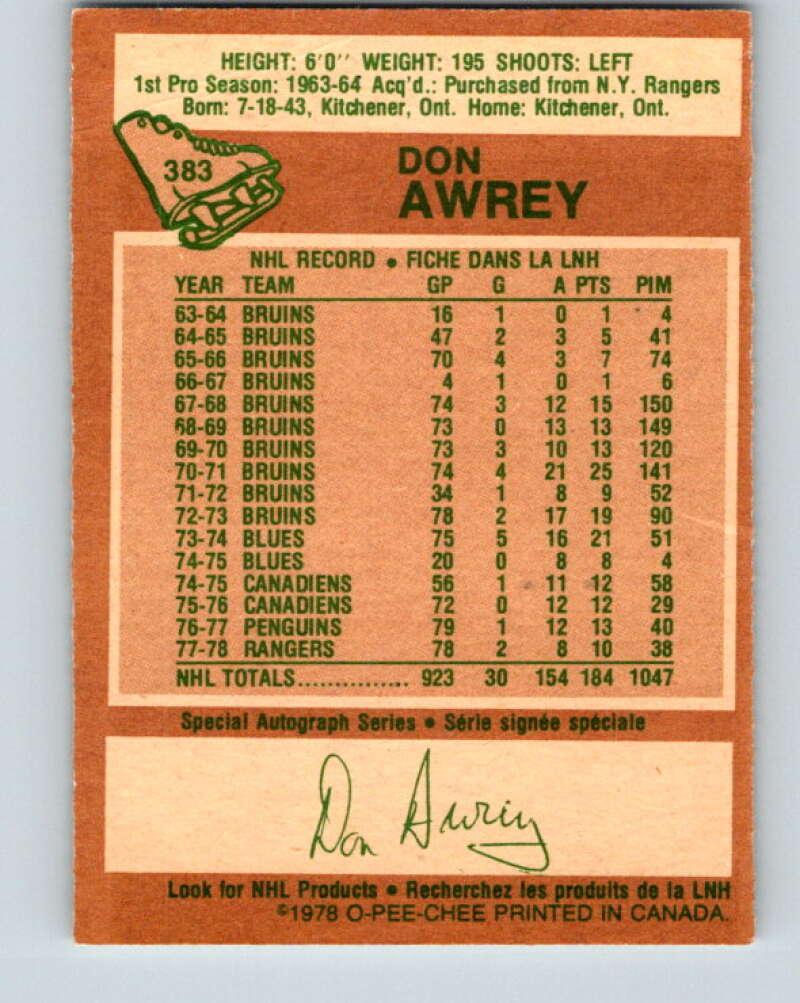 HEIGHT: 6'0" WEIGHT: 195 SHOOTS: LEFT
1st Pro Season: 1963-64 Acq'd.: Purchased from N.Y. Rangers
Born: 7-18-43, Kitchener, Ont. Home: Kitchener, Ont.
383
DON
AWREY
NHL RECORD • FICHE DANS LA LNH
YEAR TEAM GP G A PTS PIM
63-64 BRUINS 16 1 0 1 4
64-65 BRUINS 47 2 3 5 41
65-66 BRUINS 70 4 3 7 74
66-67 BRUINS 4 1 0 1 6
67-68 BRUINS 74 3 12 15 150
68-69 BRUINS 73 0 13 13 149
69-70 BRUINS 73 3 10 13 120
70-71 BRUINS 74 4 21 25 141
71-72 BRUINS 34 1 8 9 52
72-73 BRUINS 78 2 17 19 90
73-74 BLUES 75 5 16 21 51
74-75 BLUES 20 0 8 8 4
74-75 CANADIENS 56 1 11 12 58
75-76 CANADIENS 72 0 12 12 29
76-77 PENGUINS 79 1 12 13 40
77-78 RANGERS 78 2 8 10 38
NHL TOTALS............... 923 30 154 184 1047
Special Autograph Series • Série signée spéciale
Don Awrey
Look for NHL Products • Recherchez les produits de la LNH
©1978 O-PEE-CHEE PRINTED IN CANADA.